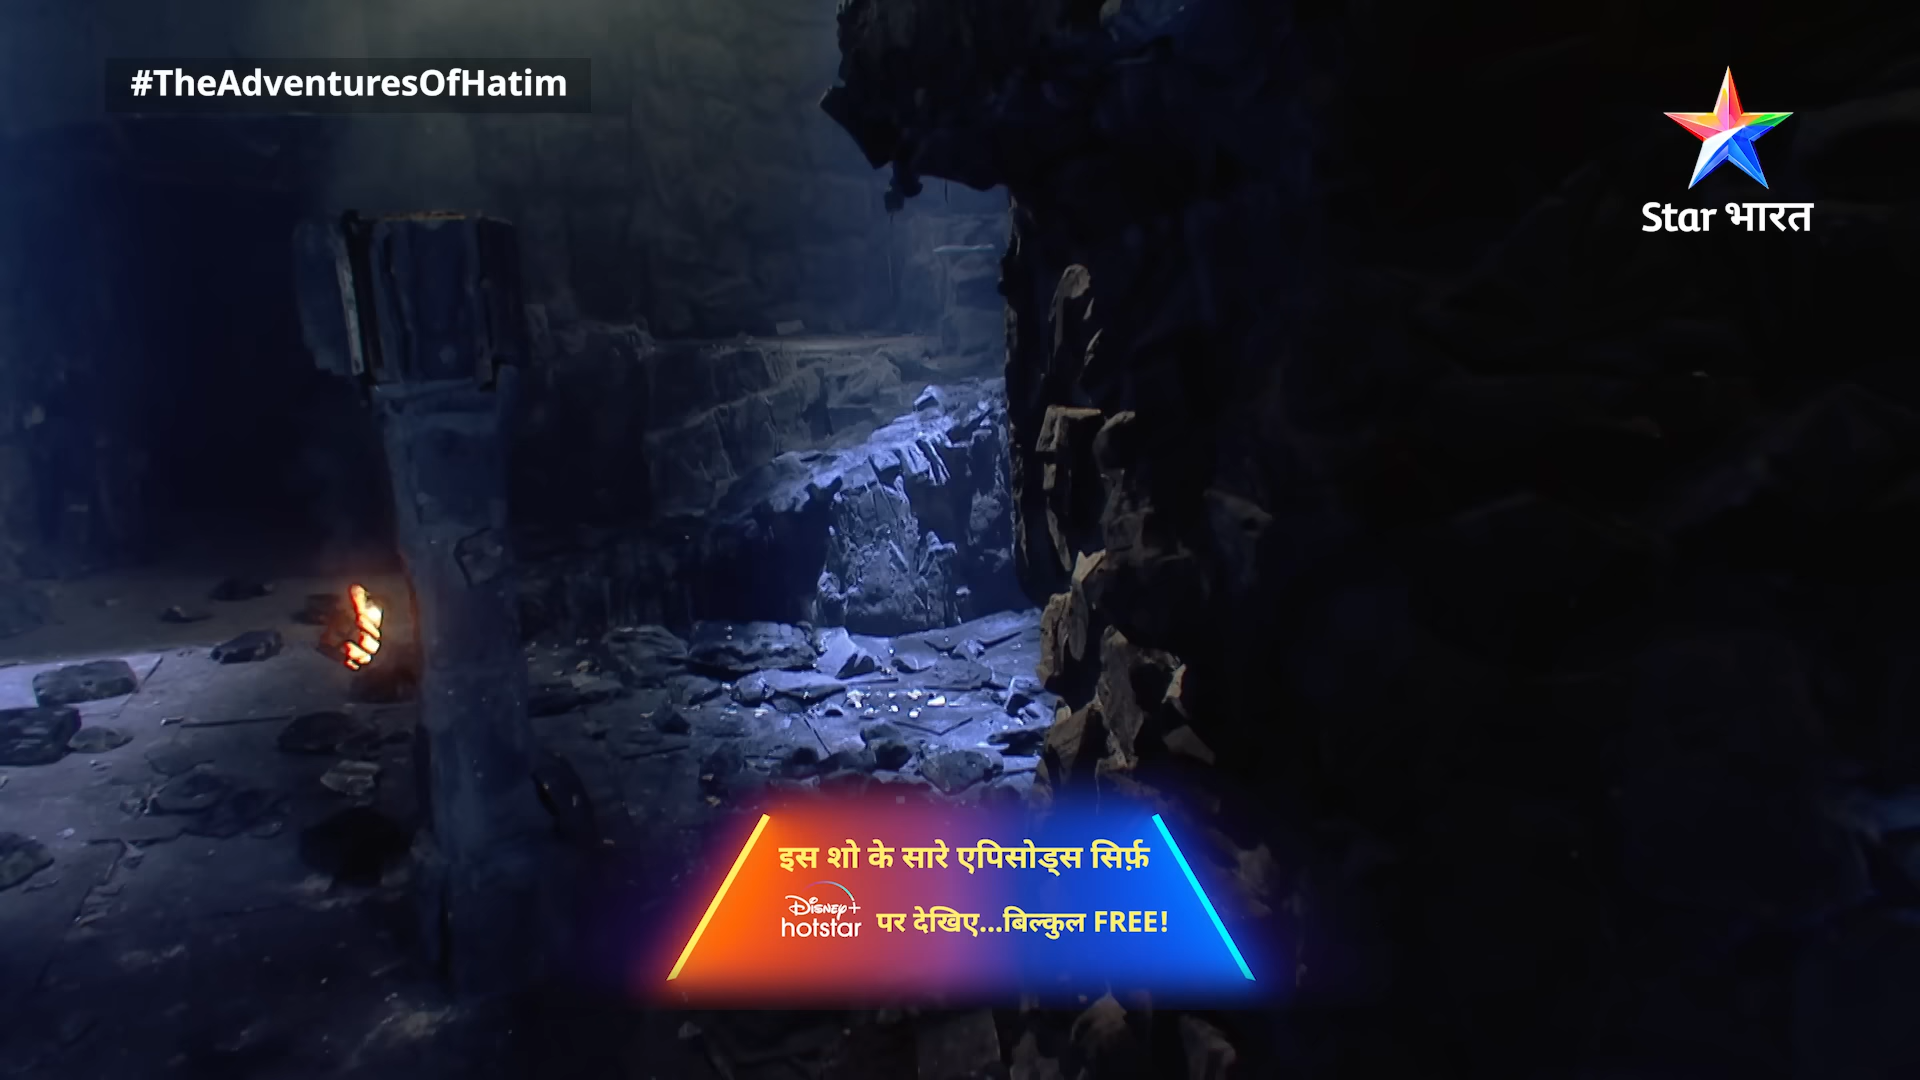 #TheAdventuresOfHatim
Star भारत
इस शो के सारे एपिसोड्स सिर्फ़
Disney+ hotstar पर देखिए...बिल्कुल FREE!